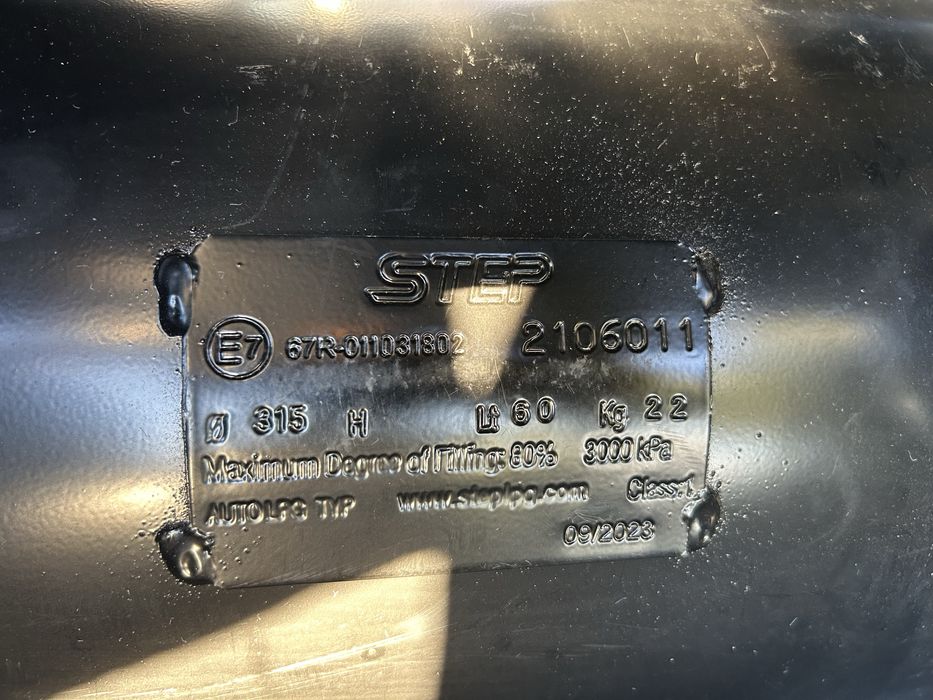 STEP
E7 67R-011031802 2106011
Ø 315 H Lt 60 Kg 22
Maximum Degree of Filling: 80% 3000 kPa
AUTO LPG TYP www.steplpg.com Class:1
09/2023